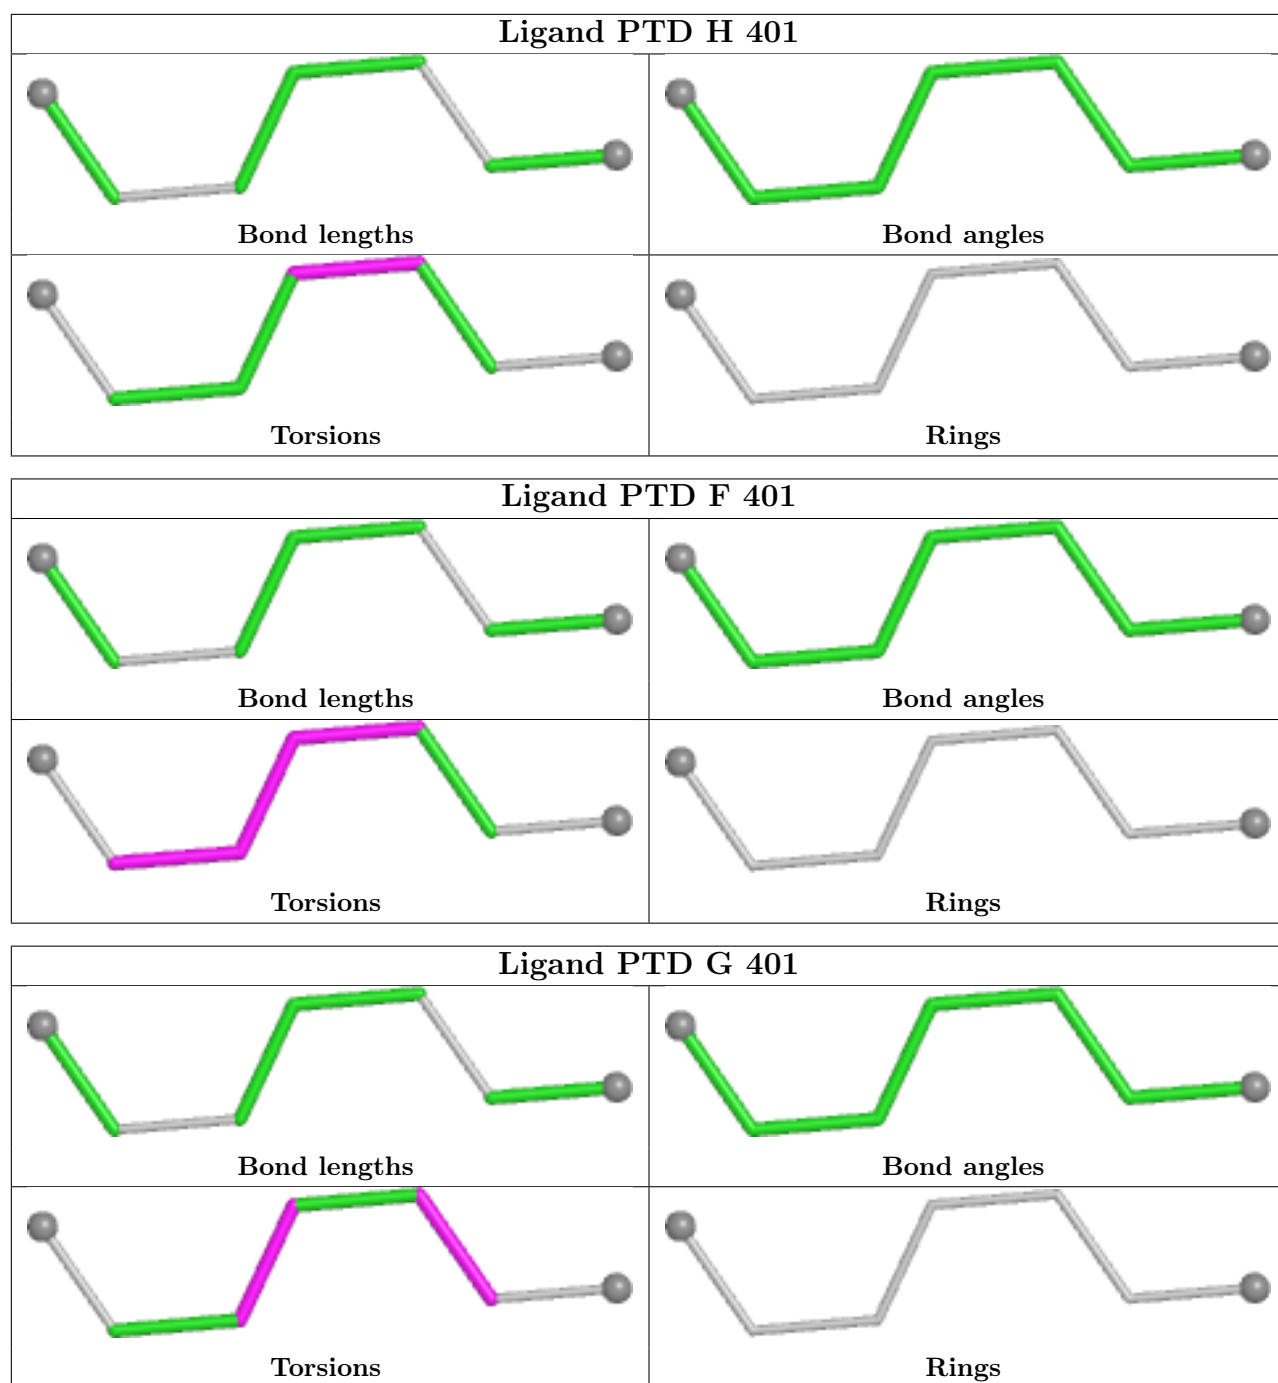 Ligand PTD H 401
Bond lengths
Bond angles
Torsions
Rings
Ligand PTD F 401
Bond lengths
Bond angles
Torsions
Rings
Ligand PTD G 401
Bond lengths
Bond angles
Torsions
Rings